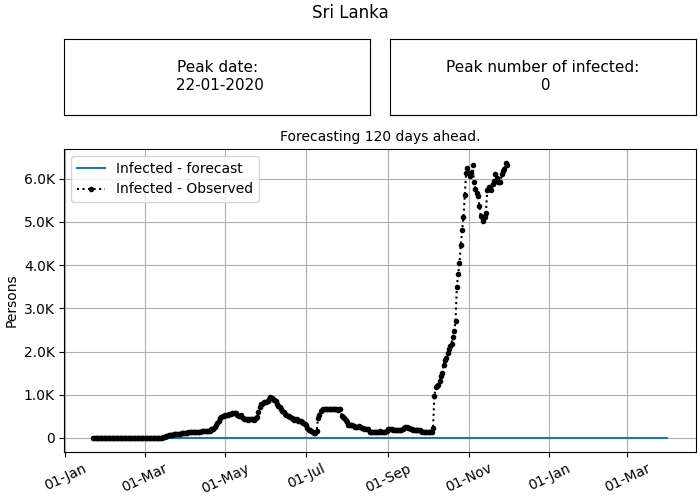 Sri Lanka
Peak date:
22-01-2020
Peak number of infected:
0
Forecasting 120 days ahead.
Infected - forecast
Infected - Observed
6.0K
5.0K
4.0K
3.0K
2.0K
1.0K
0
Persons
01-Jan 01-Mar 01-May 01-Jul 01-Sep 01-Nov 01-Jan 01-Mar